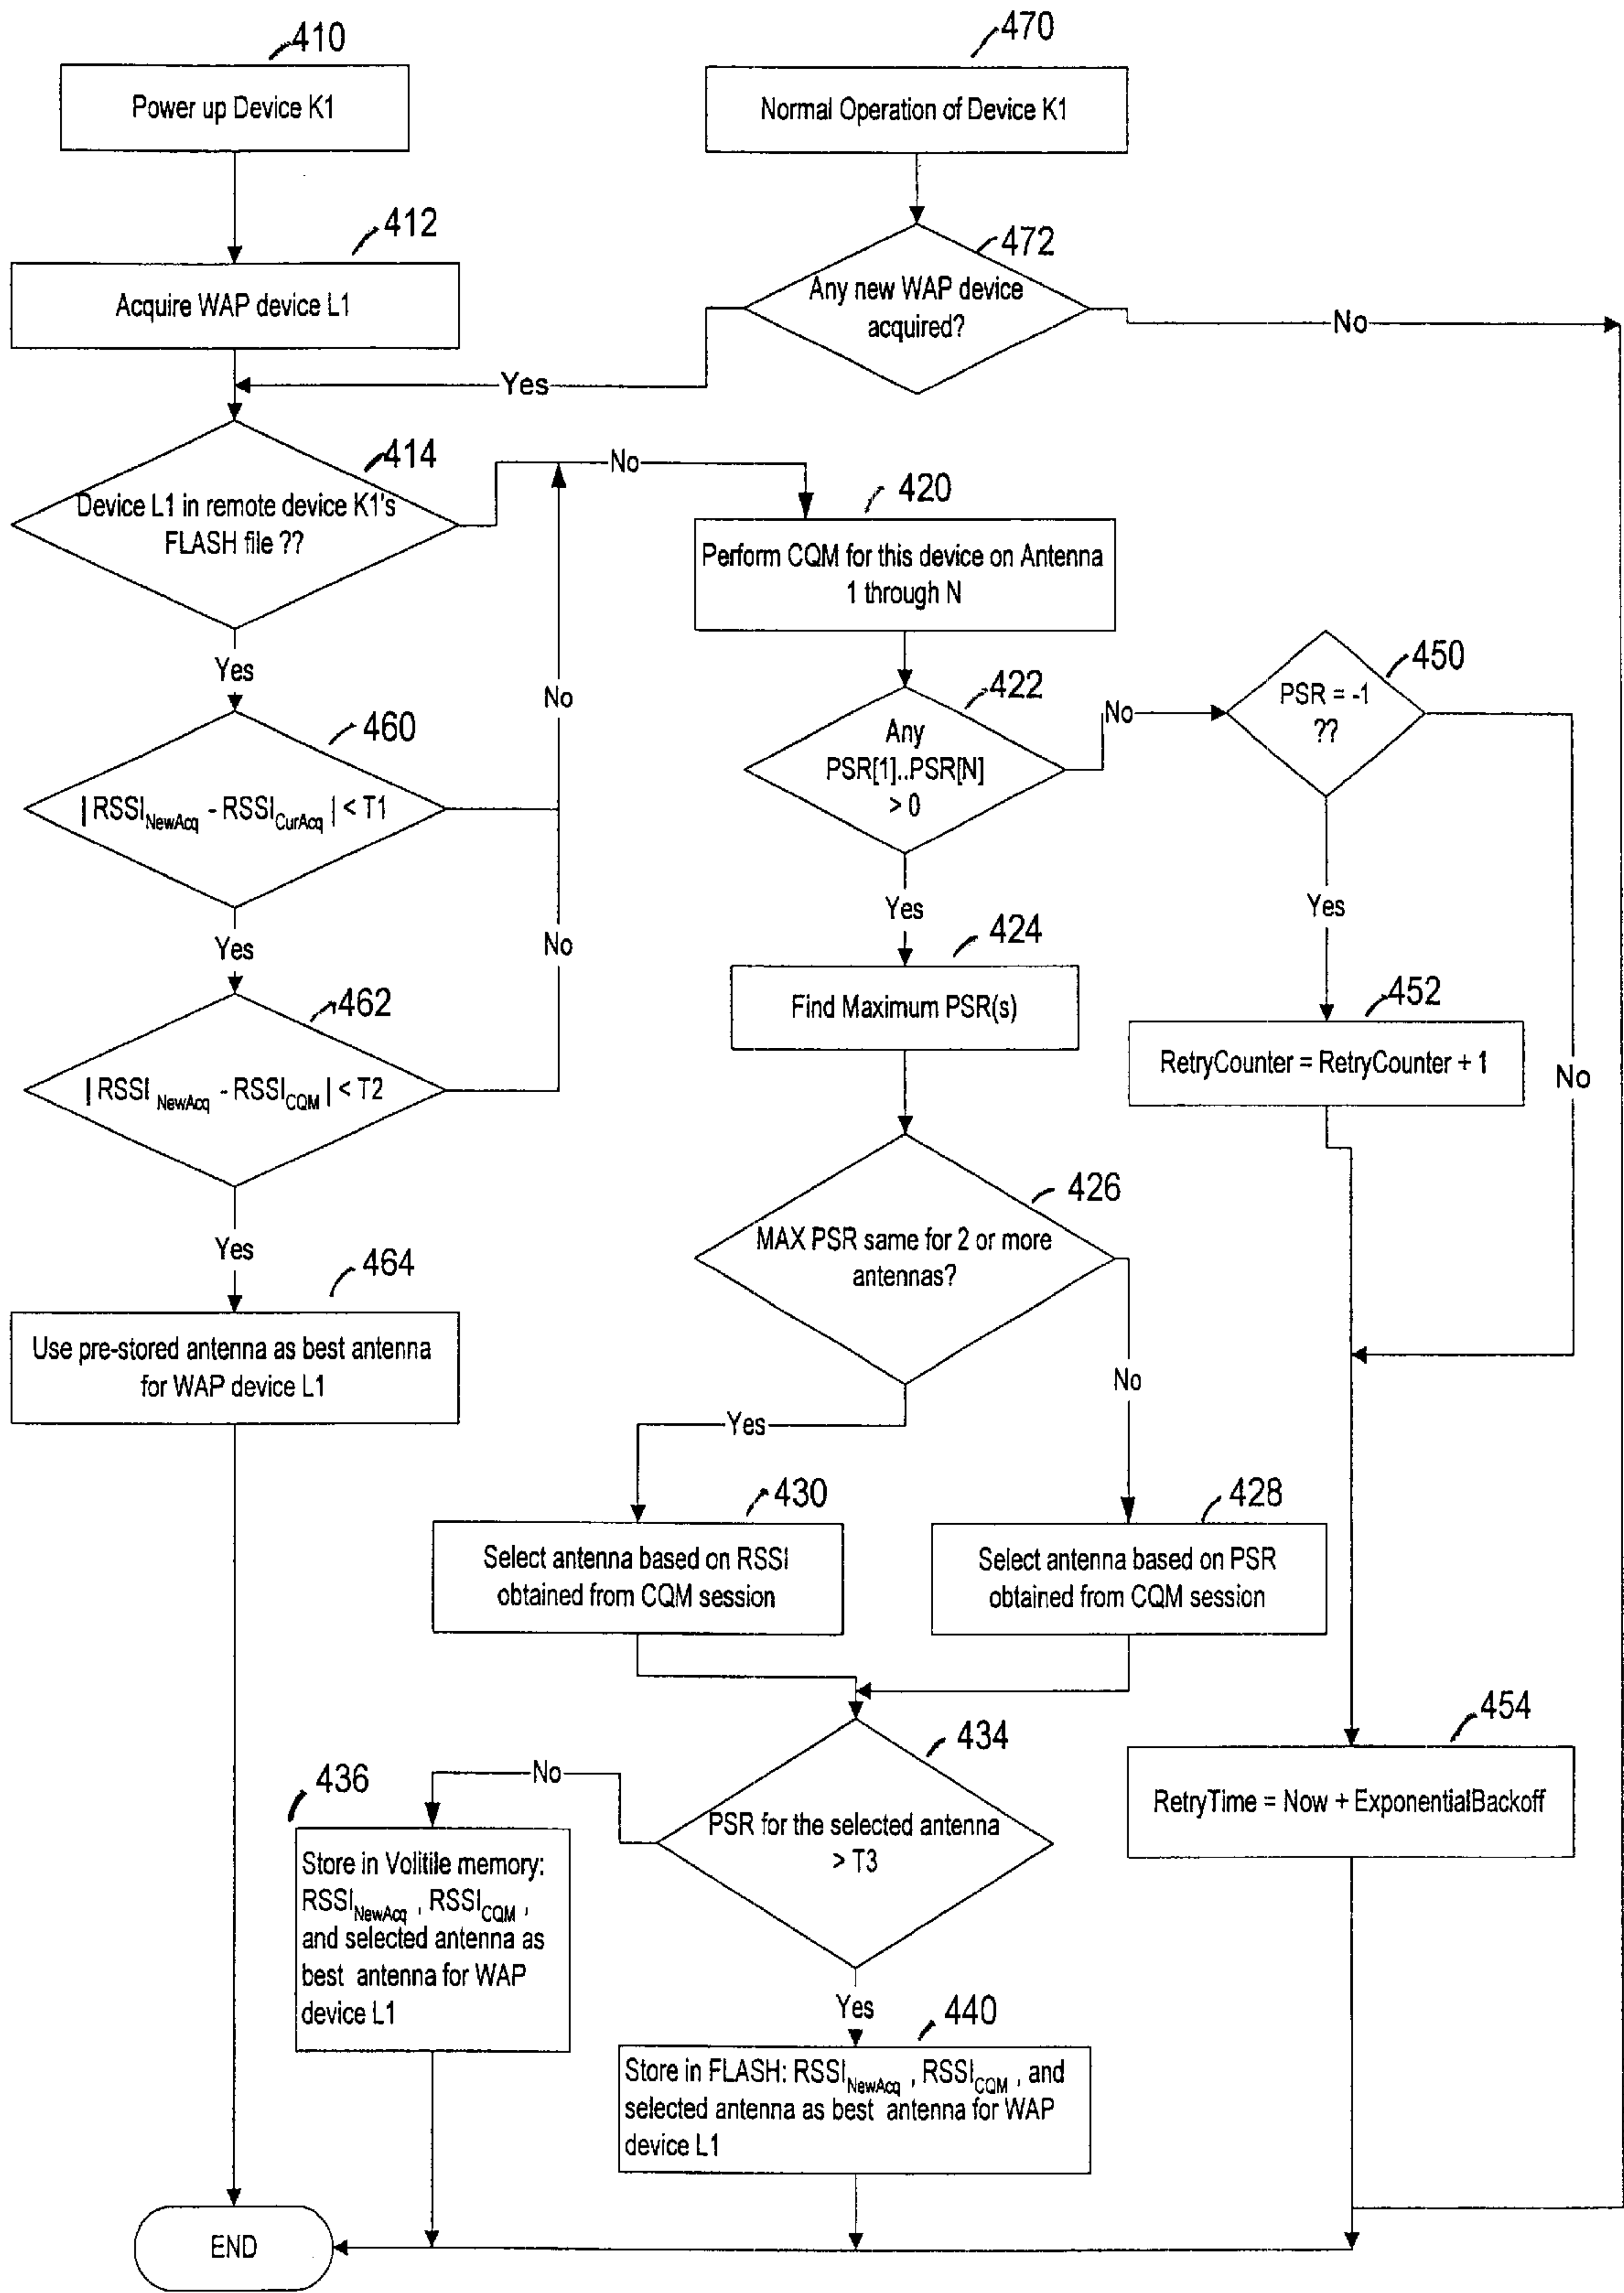 410
Power up Device K1
470
Normal Operation of Device K1
412
Acquire WAP device L1
472
Any new WAP device
acquired?
No
Yes
414
Device L1 in remote device K1's
FLASH file ??
No
420
Perform CQM for this device on Antenna
1 through N
Yes
No
460
| RSSI NewAcq - RSSI CurAcq | < T1
422
Any
PSR[1]..PSR[N]
> 0
No
450
PSR = -1
??
Yes
No
Yes
Yes
462
| RSSI NewAcq - RSSI CQM | < T2
424
Find Maximum PSR(s)
452
RetryCounter = RetryCounter + 1
No
Yes
464
Use pre-stored antenna as best antenna
for WAP device L1
426
MAX PSR same for 2 or more
antennas?
Yes
No
430
Select antenna based on RSSI
obtained from CQM session
428
Select antenna based on PSR
obtained from CQM session
434
PSR for the selected antenna
> T3
No
454
RetryTime = Now + ExponentialBackoff
436
Store in Volitile memory:
RSSI NewAcq , RSSI CQM ,
and selected antenna as
best antenna for WAP
device L1
Yes
440
Store in FLASH: RSSI NewAcq , RSSI CQM , and
selected antenna as best antenna for WAP
device L1
END